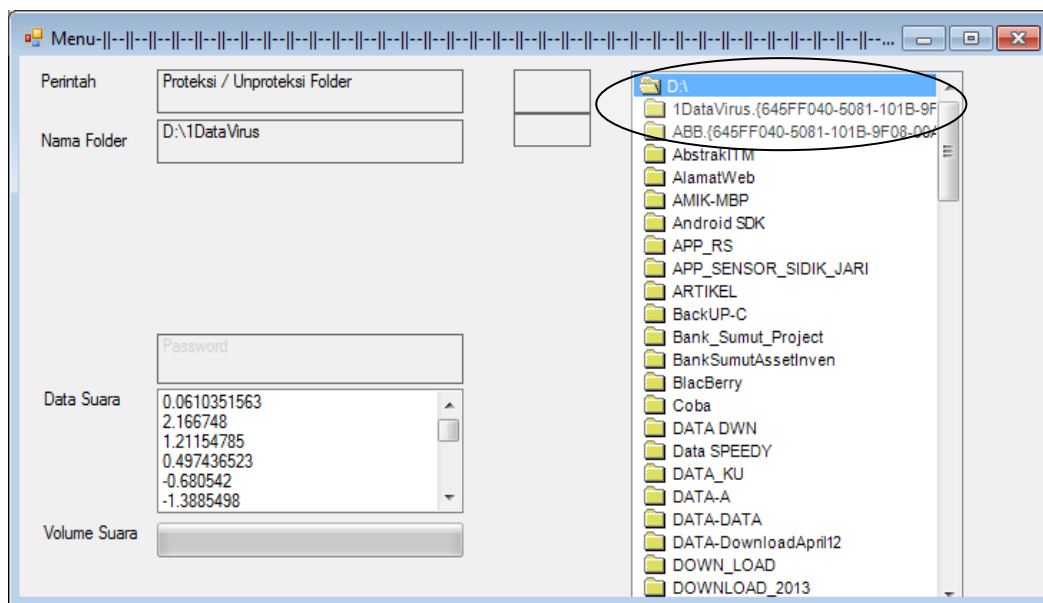 Menu-||--||--||--||--||--||--||--||--||--||--||--||--||--||--||--||--||--||--||--||--||--||--||--||--||--||--||--||--||--||--||--||--||--||--||--||--...
Perintah
Proteksi / Unproteksi Folder
Nama Folder
D:\1DataVirus
Password
Data Suara
0.0610351563
2.166748
1.21154785
0.497436523
-0.680542
-1.3885498
Volume Suara
D:\
1DataVirus.{645FF040-5081-101B-9F
ABB.{645FF040-5081-101B-9F08-00A
AbstrakITM
AlamatWeb
AMIK-MBP
Android SDK
APP_RS
APP_SENSOR_SIDIK_JARI
ARTIKEL
BackUP-C
Bank_Sumut_Project
BankSumutAssetInven
BlacBerry
Coba
DATA DWN
Data SPEEDY
DATA_KU
DATA-A
DATA-DATA
DATA-DownloadApril12
DOWN_LOAD
DOWNLOAD_2013